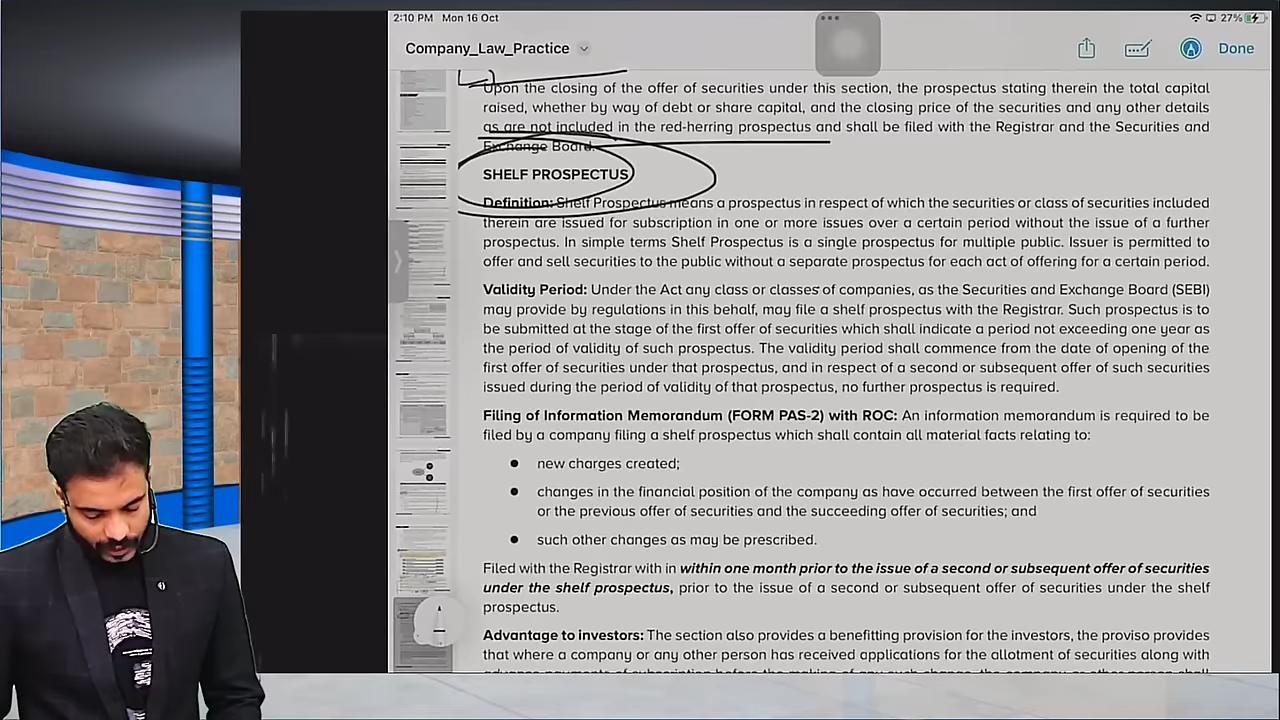 2:10 PM Mon 16 Oct
27%
Company_Law_Practice
Done
Upon the closing of the offer of securities under this section, the prospectus stating therein the total capital
raised, whether by way of debt or share capital, and the closing price of the securities and any other details
as are not included in the red-herring prospectus and shall be filed with the Registrar and the Securities and
Exchange Board.
SHELF PROSPECTUS
Definition: Shelf Prospectus means a prospectus in respect of which the securities or class of securities included
therein are issued for subscription in one or more issues over a certain period without the issue of a further
prospectus. In simple terms Shelf Prospectus is a single prospectus for multiple public. Issuer is permitted to
offer and sell securities to the public without a separate prospectus for each act of offering for a certain period.
Validity Period: Under the Act any class or classes of companies, as the Securities and Exchange Board (SEBI)
may provide by regulations in this behalf, may file a shelf prospectus with the Registrar. Such prospectus is to
be submitted at the stage of the first offer of securities which shall indicate a period not exceeding one year as
the period of validity of such prospectus. The validity period shall commence from the date of opening of the
first offer of securities under that prospectus, and in respect of a second or subsequent offer of such securities
issued during the period of validity of that prospectus, no further prospectus is required.
Filing of Information Memorandum (FORM PAS-2) with ROC: An information memorandum is required to be
filed by a company filing a shelf prospectus which shall contain all material facts relating to:
● new charges created;
● changes in the financial position of the company as have occurred between the first offer of securities
or the previous offer of securities and the succeeding offer of securities; and
● such other changes as may be prescribed.
Filed with the Registrar with in within one month prior to the issue of a second or subsequent offer of securities
under the shelf prospectus, prior to the issue of a second or subsequent offer of securities under the shelf
prospectus.
Advantage to investors: The section also provides a benefitting provision for the investors, the proviso provides
that where a company or any other person has received applications for the allotment of securities along with